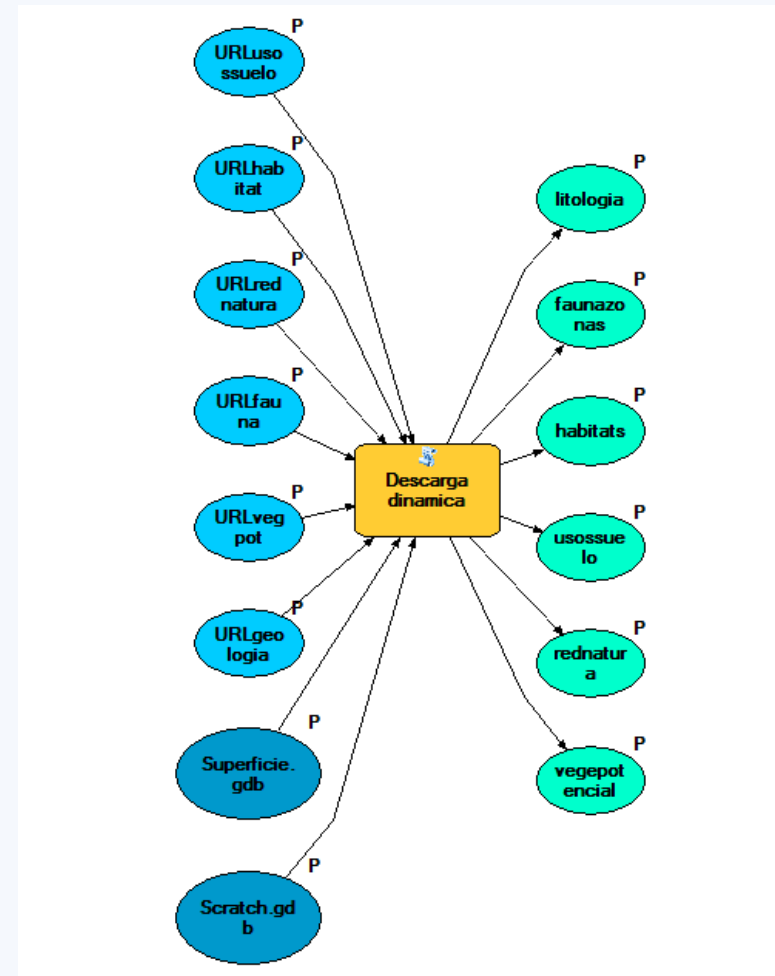 P
URLuso
ssuelo
P
URLhab
itat
P
URLred
natura
P
URLfau
na
P
URLveg
pot
P
URLgeo
logia
P
Superficie.
gdb
P
Scratch.gd
b
Descarga
dinamica
P
litologia
P
faunazo
nas
P
habitats
P
usossue
lo
P
rednatur
a
P
vegepot
encial